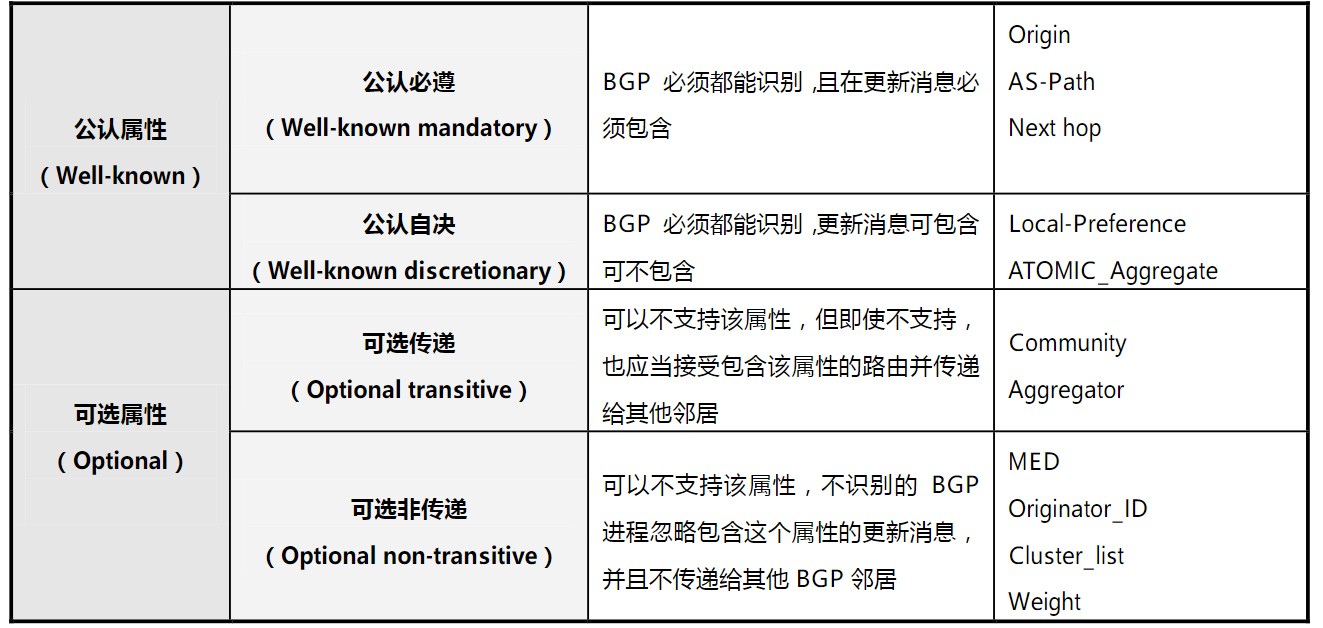 公认属性
（Well-known）
公认必遵
（Well-known mandatory）
BGP 必须都能识别,且在更新消息必
须包含
Origin
AS-Path
Next hop
公认自决
（Well-known discretionary）
BGP 必须都能识别,更新消息可包含
可不包含
Local-Preference
ATOMIC_Aggregate
可选属性
（Optional）
可选传递
（Optional transitive）
可以不支持该属性，但即使不支持，
也应当接受包含该属性的路由并传递
给其他邻居
Community
Aggregator
可选非传递
（Optional non-transitive）
可以不支持该属性，不识别的 BGP
进程忽略包含这个属性的更新消息，
并且不传递给其他 BGP 邻居
MED
Originator_ID
Cluster_list
Weight